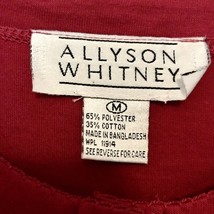 ALLYSON
WHITNEY
M
65% POLYESTER
35% COTTON
MADE IN BANGLADESH
WPL 11914
SEE REVERSE FOR CARE